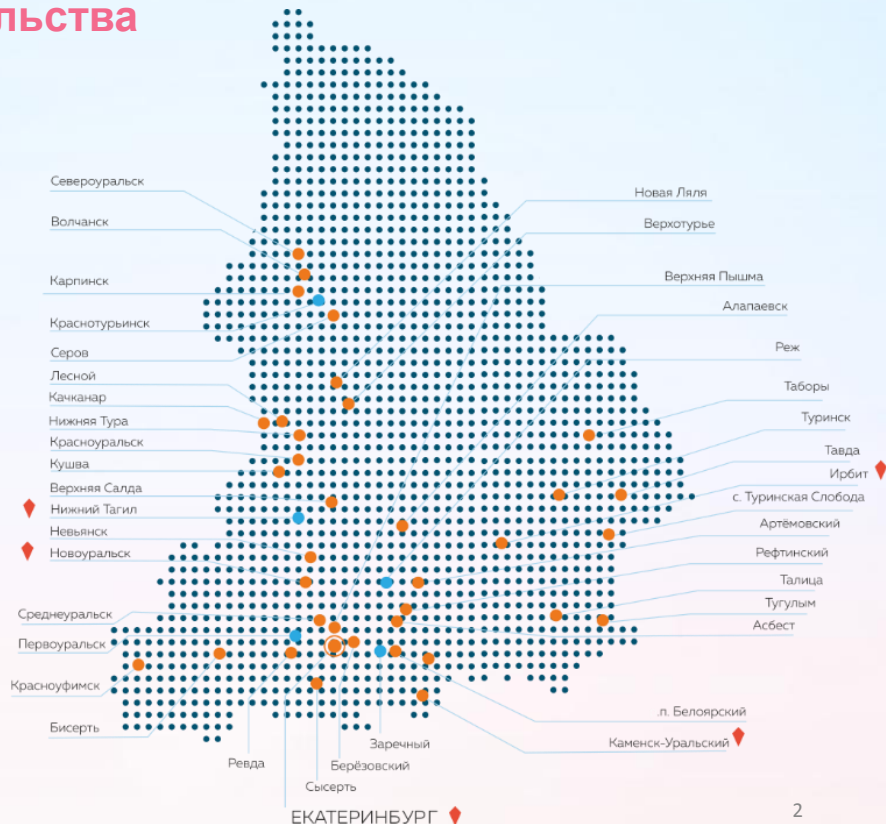 льства
Североуральск
Волчанск
Карпинск
Краснотурьинск
Серов
Лесной
Качканар
Нижняя Тура
Красноуральск
Кушва
Верхняя Салда
Нижний Тагил
Невьянск
Новоуральск
Среднеуральск
Первоуральск
Красноуфимск
Бисерть
Ревда
Сысерть
Берёзовский
Заречный
ЕКАТЕРИНБУРГ
Новая Ляля
Верхотурье
Верхняя Пышма
Алапаевск
Реж
Таборы
Туринск
Тавда
Ирбит
с. Туринская Слобода
Артёмовский
Рефтинский
Талица
Тугулым
Асбест
.п. Белоярский
Каменск-Уральский
2